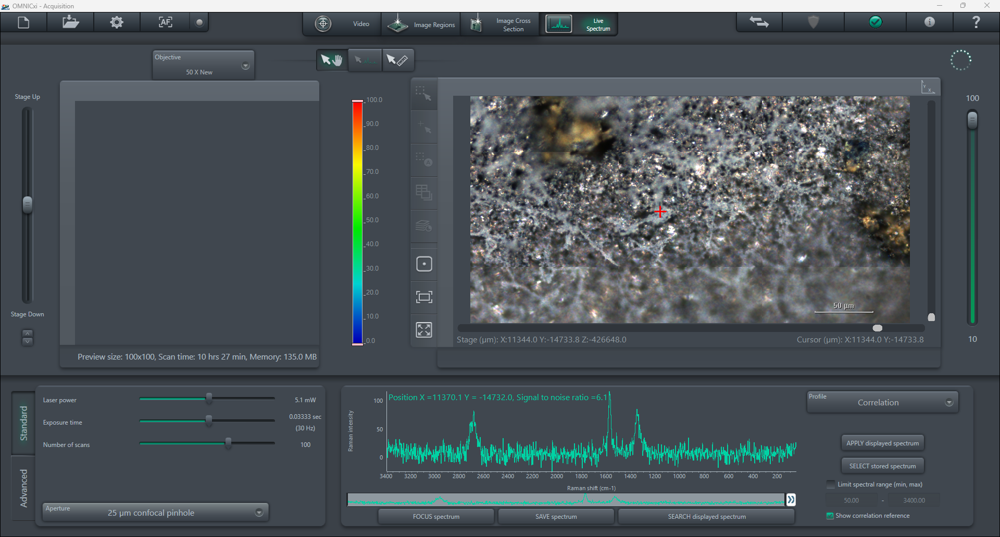 OMNICxi - Acquisition
AF
Video
Image Regions
Image Cross
Section
Live
Spectrum
i
?
Objective
50 X New
Stage Up
Stage Down
100.0
90.0
80.0
70.0
60.0
50.0
40.0
30.0
20.0
10.0
0.0
A
Y
X
50 µm
100
10
Stage (µm): X:11344.0 Y:-14733.8 Z:-426648.0
Cursor (µm): X:11344.0 Y:-14733.8
Preview size: 100x100, Scan time: 10 hrs 27 min, Memory: 135.0 MB
Standard
Advanced
Laser power
5.1 mW
Exposure time
0.03333 sec
(30 Hz)
Number of scans
100
Aperture
25 µm confocal pinhole
Position X =11370.1 Y = -14732.0, Signal to noise ratio =6.1
Raman intensity
100
50
0
3400 3200 3000 2800 2600 2400 2200 2000 1800 1600 1400 1200 1000 800 600 400 200
Raman shift (cm-1)
FOCUS spectrum
SAVE spectrum
SEARCH displayed spectrum
Profile
Correlation
APPLY displayed spectrum
SELECT stored spectrum
Limit spectral range (min, max)
50.00 - 3400.00
Show correlation reference